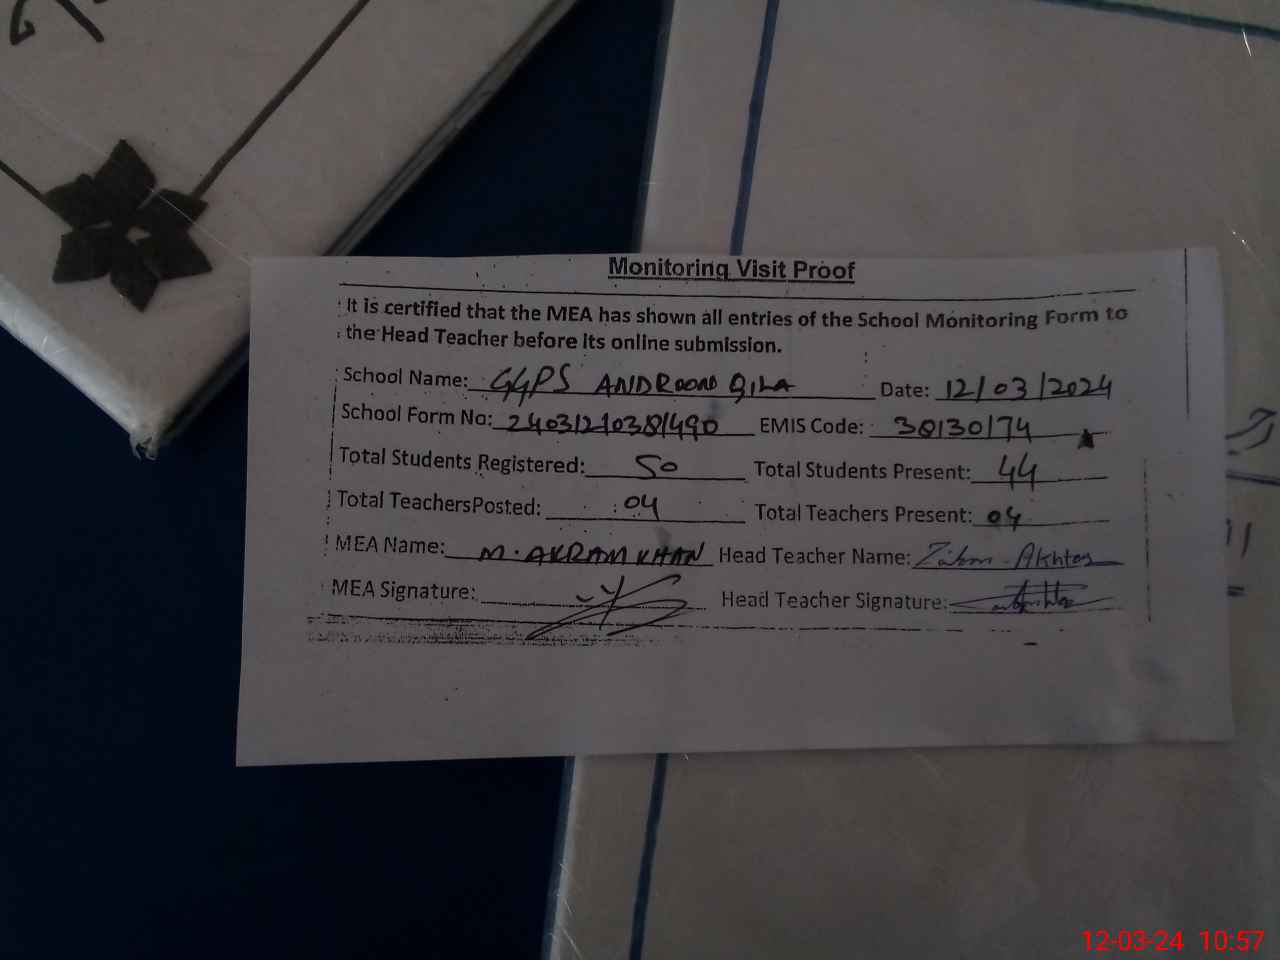 Monitoring Visit Proof
It is certified that the MEA has shown all entries of the School Monitoring Form to
the Head Teacher before its online submission.
School Name: GGPS ANDROON QILA Date: 12/03/2024
School Form No: EMIS Code: 38130174
Total Students Registered: 50 Total Students Present: 44
Total TeachersPosted: 04 Total Teachers Present: 04
MEA Name: M. AKRAM KHAN Head Teacher Name: Akhtar
MEA Signature: Head Teacher Signature:
12-03-24 10:57